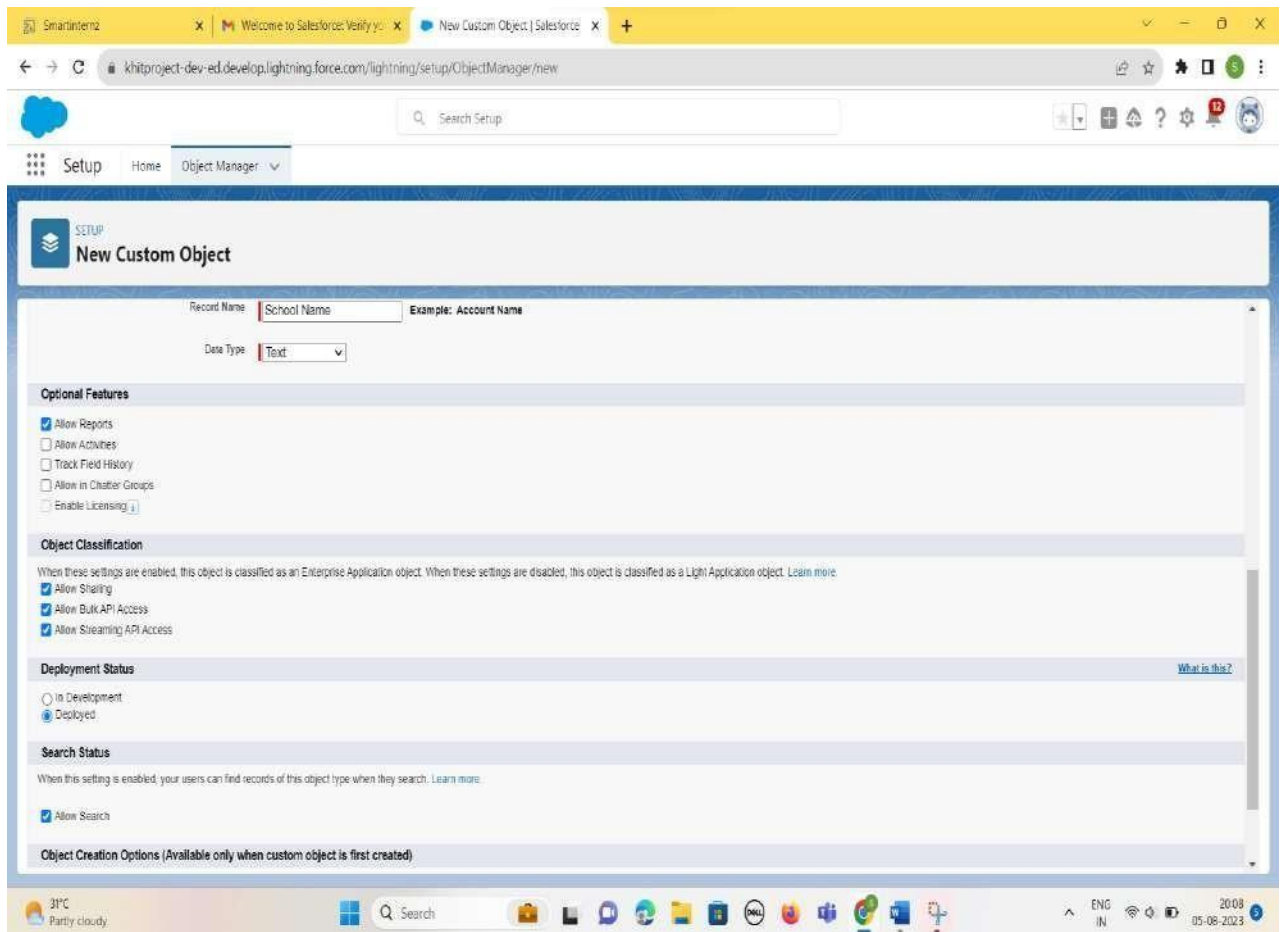 Smartinternz
Welcome to Salesforce: Verify yo
New Custom Object | Salesforce
khitproject-dev-ed.develop.lightning.force.com/lightning/setup/ObjectManager/new
S
Search Setup
12
Setup Home Object Manager
SETUP
New Custom Object
Record Name School Name Example: Account Name
Data Type Text
Optional Features
Allow Reports
Allow Activities
Track Field History
Allow in Chatter Groups
Enable Licensing i
Object Classification
When these settings are enabled, this object is classified as an Enterprise Application object. When these settings are disabled, this object is classified as a Light Application object. Learn more
Allow Sharing
Allow Bulk API Access
Allow Streaming API Access
Deployment Status What is this?
In Development
Deployed
Search Status
When this setting is enabled, your users can find records of this object type when they search. Learn more
Allow Search
Object Creation Options (Available only when custom object is first created)
31°C
Partly cloudy
Search
DELL
ENG
IN
20:08
05-08-2023